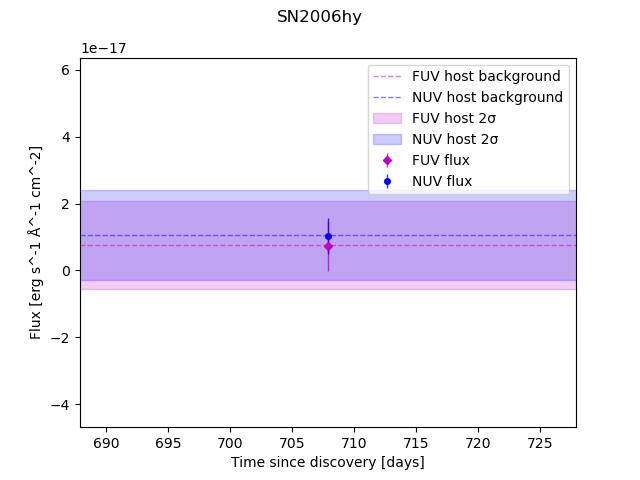 SN2006hy
1e−17
6
4
2
0
−2
−4
Flux [erg s^-1 Å^-1 cm^-2]
FUV host background
NUV host background
FUV host 2σ
NUV host 2σ
FUV flux
NUV flux
690 695 700 705 710 715 720 725
Time since discovery [days]